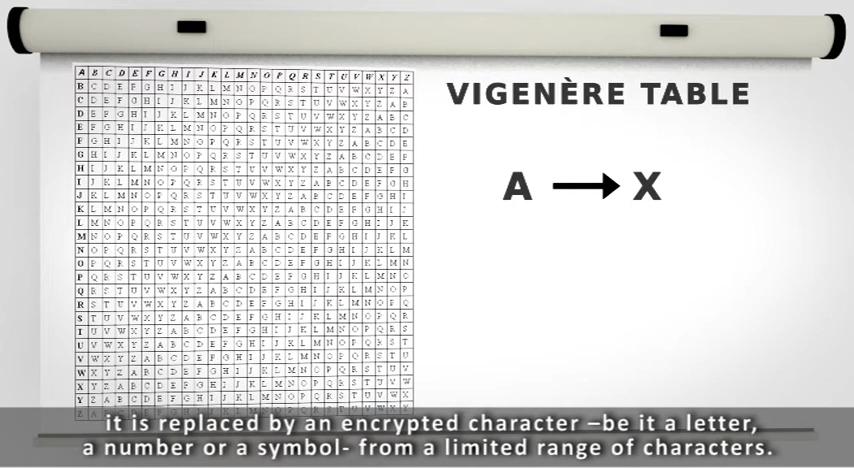 A B C D E F G H I J K L M N O P Q R S T U V W X Y Z
B C D E F G H I J K L M N O P Q R S T U V W X Y Z A
C D E F G H I J K L M N O P Q R S T U V W X Y Z A B
D E F G H I J K L M N O P Q R S T U V W X Y Z A B C
E F G H I J K L M N O P Q R S T U V W X Y Z A B C D
F G H I J K L M N O P Q R S T U V W X Y Z A B C D E
G H I J K L M N O P Q R S T U V W X Y Z A B C D E F
H I J K L M N O P Q R S T U V W X Y Z A B C D E F G
I J K L M N O P Q R S T U V W X Y Z A B C D E F G H
J K L M N O P Q R S T U V W X Y Z A B C D E F G H I
K L M N O P Q R S T U V W X Y Z A B C D E F G H I J
L M N O P Q R S T U V W X Y Z A B C D E F G H I J K
M N O P Q R S T U V W X Y Z A B C D E F G H I J K L
N O P Q R S T U V W X Y Z A B C D E F G H I J K L M
O P Q R S T U V W X Y Z A B C D E F G H I J K L M N
P Q R S T U V W X Y Z A B C D E F G H I J K L M N O
Q R S T U V W X Y Z A B C D E F G H I J K L M N O P
R S T U V W X Y Z A B C D E F G H I J K L M N O P Q
S T U V W X Y Z A B C D E F G H I J K L M N O P Q R
T U V W X Y Z A B C D E F G H I J K L M N O P Q R S
U V W X Y Z A B C D E F G H I J K L M N O P Q R S T
V W X Y Z A B C D E F G H I J K L M N O P Q R S T U
W X Y Z A B C D E F G H I J K L M N O P Q R S T U V
X Y Z A B C D E F G H I J K L M N O P Q R S T U V W
Y Z A B C D E F G H I J K L M N O P Q R S T U V W X
VIGENÈRE TABLE
A → X
it is replaced by an encrypted character –be it a letter,
a number or a symbol- from a limited range of characters.